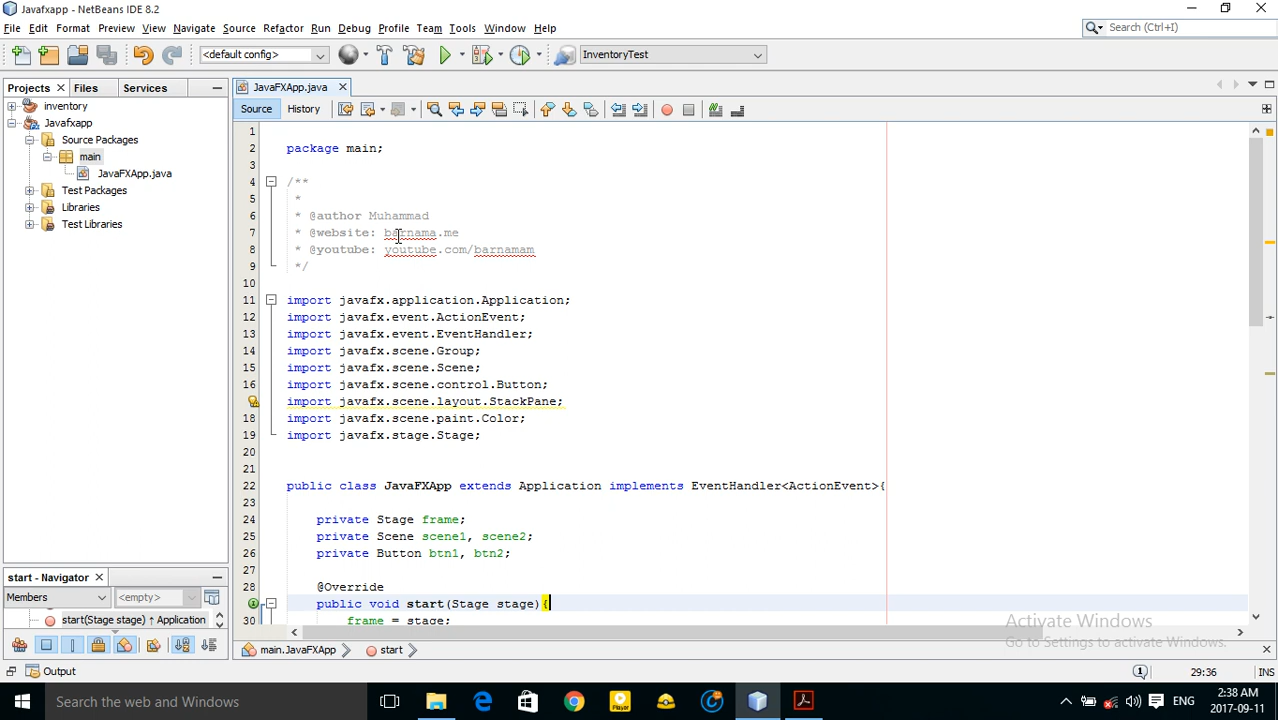 Javafxapp - NetBeans IDE 8.2
File Edit Format Preview View Navigate Source Refactor Run Debug Profile Team Tools Window Help
Search (Ctrl+I)
<default config>
InventoryTest
Projects Files Services
JavaFXApp.java
Source History
inventory
Javafxapp
Source Packages
main
JavaFXApp.java
Test Packages
Libraries
Test Libraries
1
2 package main;
3
4 /**
5 *
6 * @author Muhammad
7 * @website: barnama.me
8 * @youtube: youtube.com/barnamam
9 */
10
11 import javafx.application.Application;
12 import javafx.event.ActionEvent;
13 import javafx.event.EventHandler;
14 import javafx.scene.Group;
15 import javafx.scene.Scene;
16 import javafx.scene.control.Button;
import javafx.scene.layout.StackPane;
18 import javafx.scene.paint.Color;
19 import javafx.stage.Stage;
20
21
22 public class JavaFXApp extends Application implements EventHandler<ActionEvent>{
23
24 private Stage frame;
25 private Scene scene1, scene2;
26 private Button btn1, btn2;
27
28 @Override
public void start(Stage stage){
30 frame = stage;
start - Navigator
Members <empty>
start(Stage stage) ↑ Application
main.JavaFXApp start
Output
29:36 INS
Activate Windows
Go to Settings to activate Windows.
Search the web and Windows
Player
ENG
2:38 AM
2017-09-11